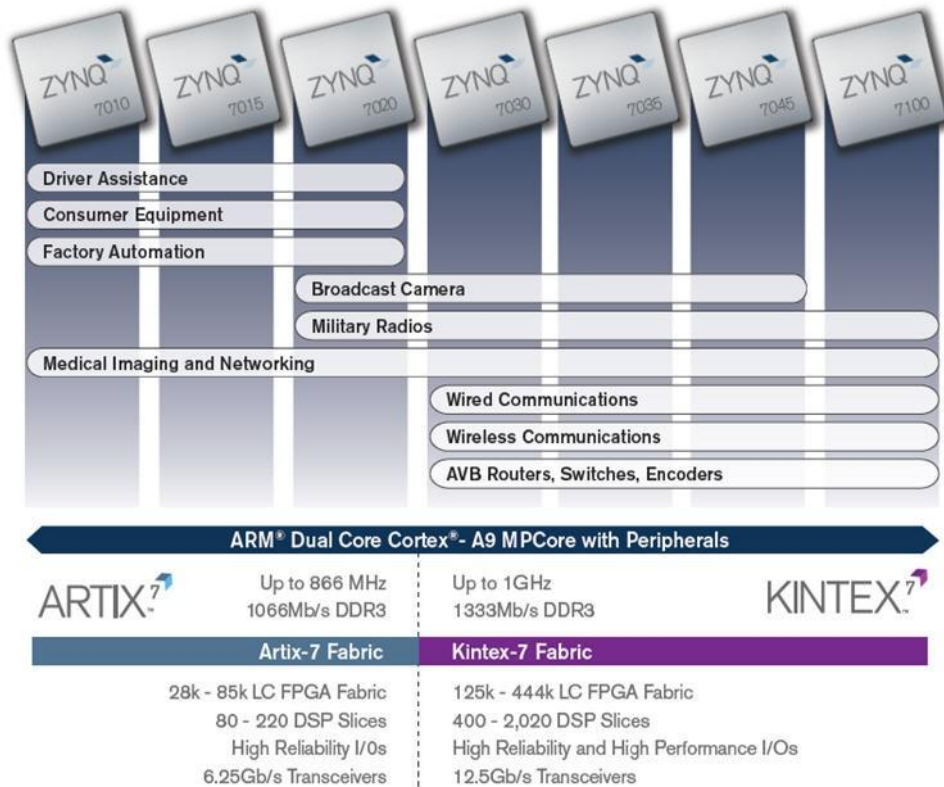 ZYNQ 7010
ZYNQ 7015
ZYNQ 7020
ZYNQ 7030
ZYNQ 7035
ZYNQ 7045
ZYNQ 7100
Driver Assistance
Consumer Equipment
Factory Automation
Broadcast Camera
Military Radios
Medical Imaging and Networking
Wired Communications
Wireless Communications
AVB Routers, Switches, Encoders
ARM® Dual Core Cortex®- A9 MPCore with Peripherals
ARTIX 7™
Up to 866 MHz
1066Mb/s DDR3
Up to 1GHz
1333Mb/s DDR3
KINTEX 7™
Artix-7 Fabric
Kintex-7 Fabric
28k - 85k LC FPGA Fabric
80 - 220 DSP Slices
High Reliability I/0s
6.25Gb/s Transceivers
125k - 444k LC FPGA Fabric
400 - 2,020 DSP Slices
High Reliability and High Performance I/Os
12.5Gb/s Transceivers